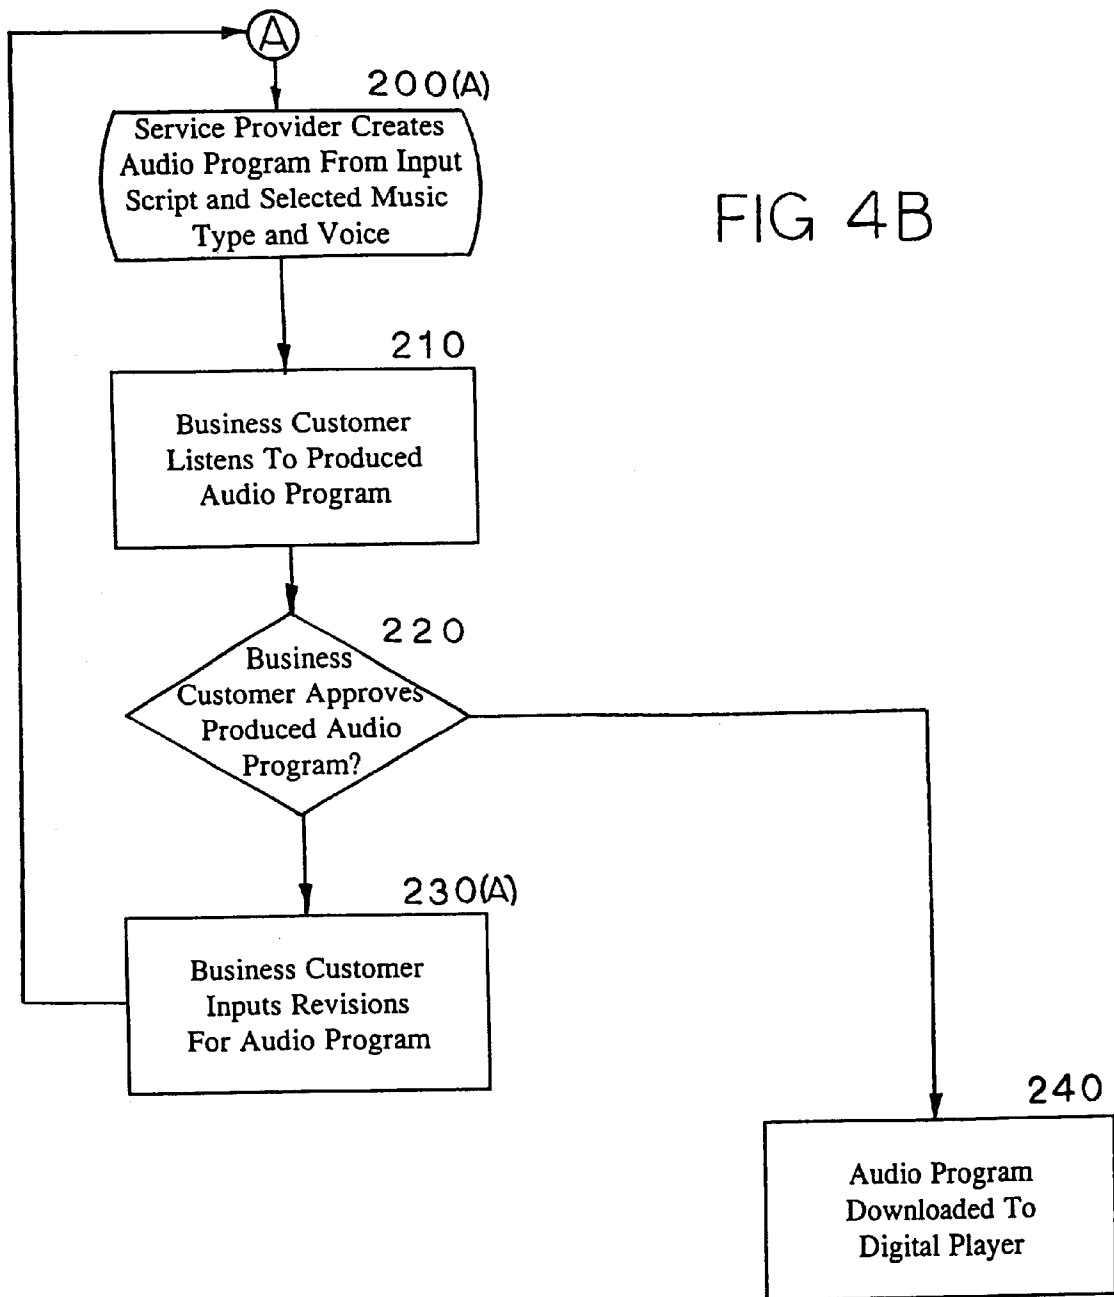 A
200(A)
Service Provider Creates
Audio Program From Input
Script and Selected Music
Type and Voice
FIG 4B
210
Business Customer
Listens To Produced
Audio Program
220
Business
Customer Approves
Produced Audio
Program?
230(A)
Business Customer
Inputs Revisions
For Audio Program
240
Audio Program
Downloaded To
Digital Player